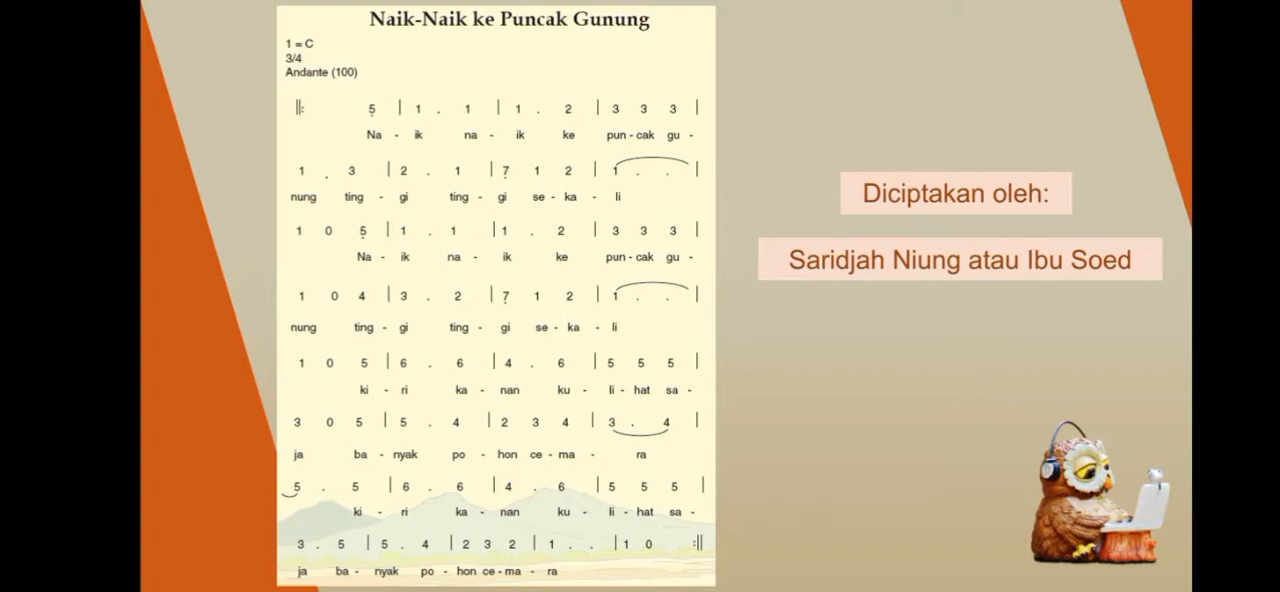 Naik-Naik ke Puncak Gunung
1 = C
3/4
Andante (100)
‖: 5̣ | 1 . 1 | 1 . 2 | 3 3 3 |
Na - ik na - ik ke pun - cak gu -
1 . 3 | 2 . 1 | 7̣ 1 2 | 1 . . |
nung ting - gi ting - gi se - ka - li
1 0 5̣ | 1 . 1 | 1 . 2 | 3 3 3 |
Na - ik na - ik ke pun - cak gu -
1 0 4 | 3 . 2 | 7̣ 1 2 | 1 . . |
nung ting - gi ting - gi se - ka - li
1 0 5 | 6 . 6 | 4 . 6 | 5 5 5 |
ki - ri ka - nan ku - li - hat sa -
3 0 5 | 5 . 4 | 2 3 4 | 3 . 4 |
ja ba - nyak po - hon ce - ma - ra
5 . 5 | 6 . 6 | 4 . 6 | 5 5 5 |
ki - ri ka - nan ku - li - hat sa -
3 . 5 | 5 . 4 | 2 3 2 | 1 . . | 1 0 :‖
ja ba - nyak po - hon ce - ma - ra
Diciptakan oleh:
Saridjah Niung atau Ibu Soed